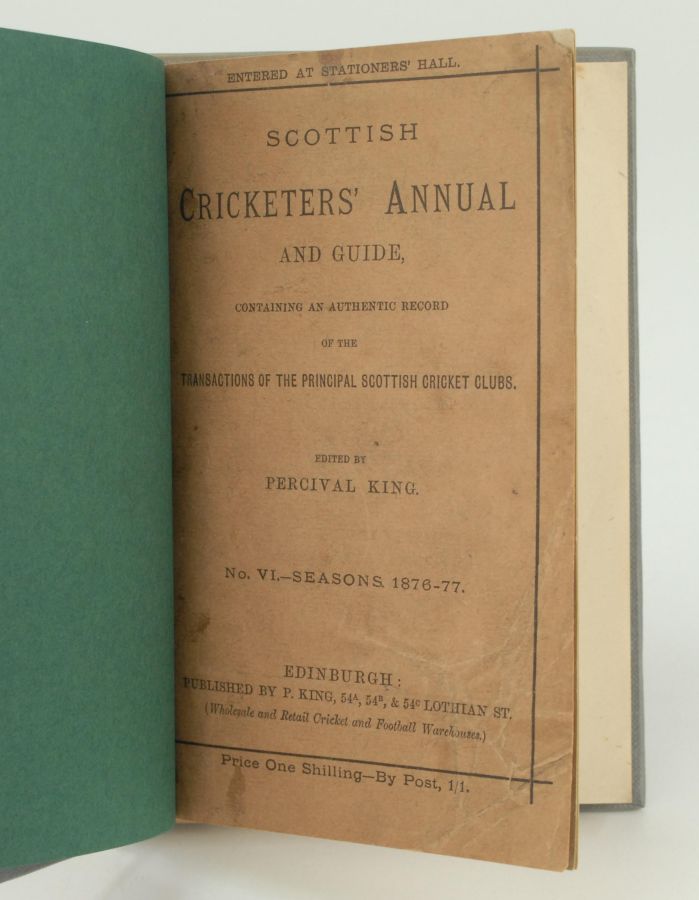 ENTERED AT STATIONERS' HALL.
SCOTTISH
CRICKETERS' ANNUAL
AND GUIDE,
CONTAINING AN AUTHENTIC RECORD
OF THE
TRANSACTIONS OF THE PRINCIPAL SCOTTISH CRICKET CLUBS.
EDITED BY
PERCIVAL KING.
No. VI.—SEASONS 1876-77.
EDINBURGH:
PUBLISHED BY P. KING, 54A, 54B, & 54C LOTHIAN ST.
(Wholesale and Retail Cricket and Football Warehouses.)
Price One Shilling—By Post, 1/1.